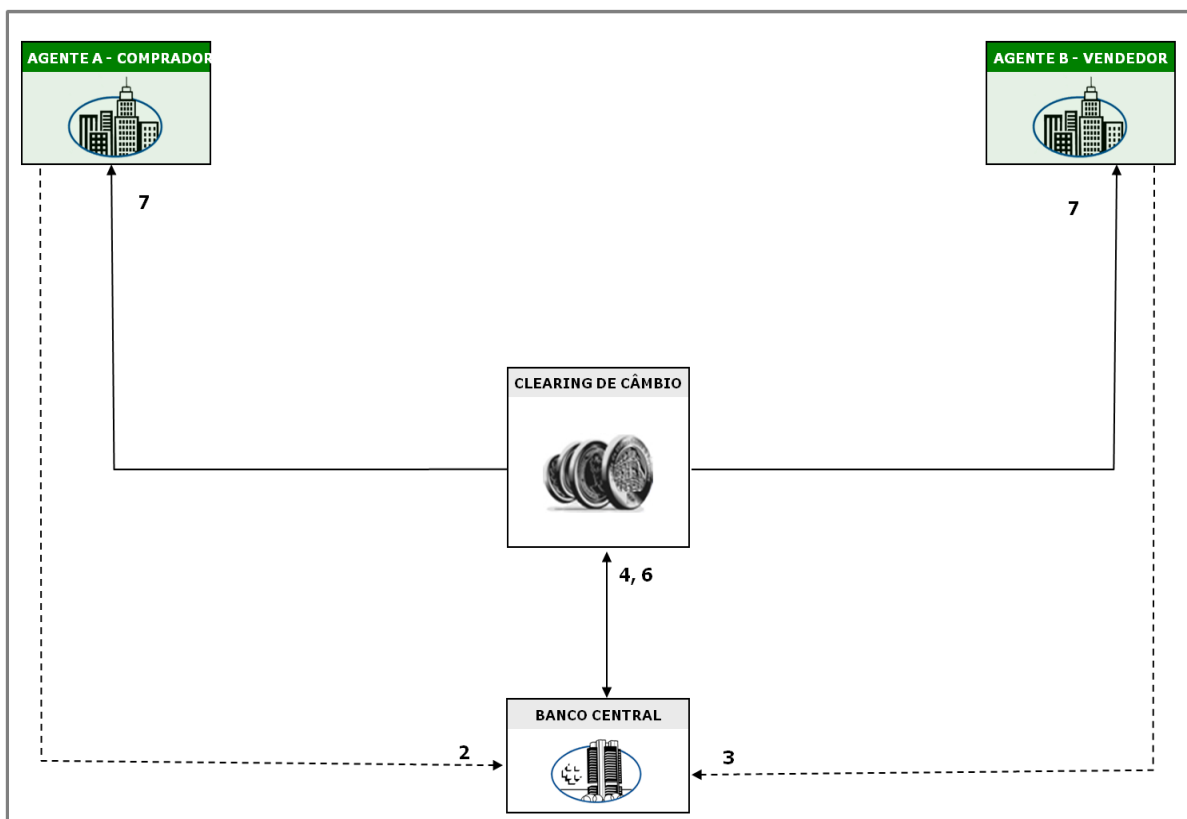 AGENTE A - COMPRADOR
AGENTE B - VENDEDOR
7
7
CLEARING DE CÂMBIO
4, 6
BANCO CENTRAL
2
3